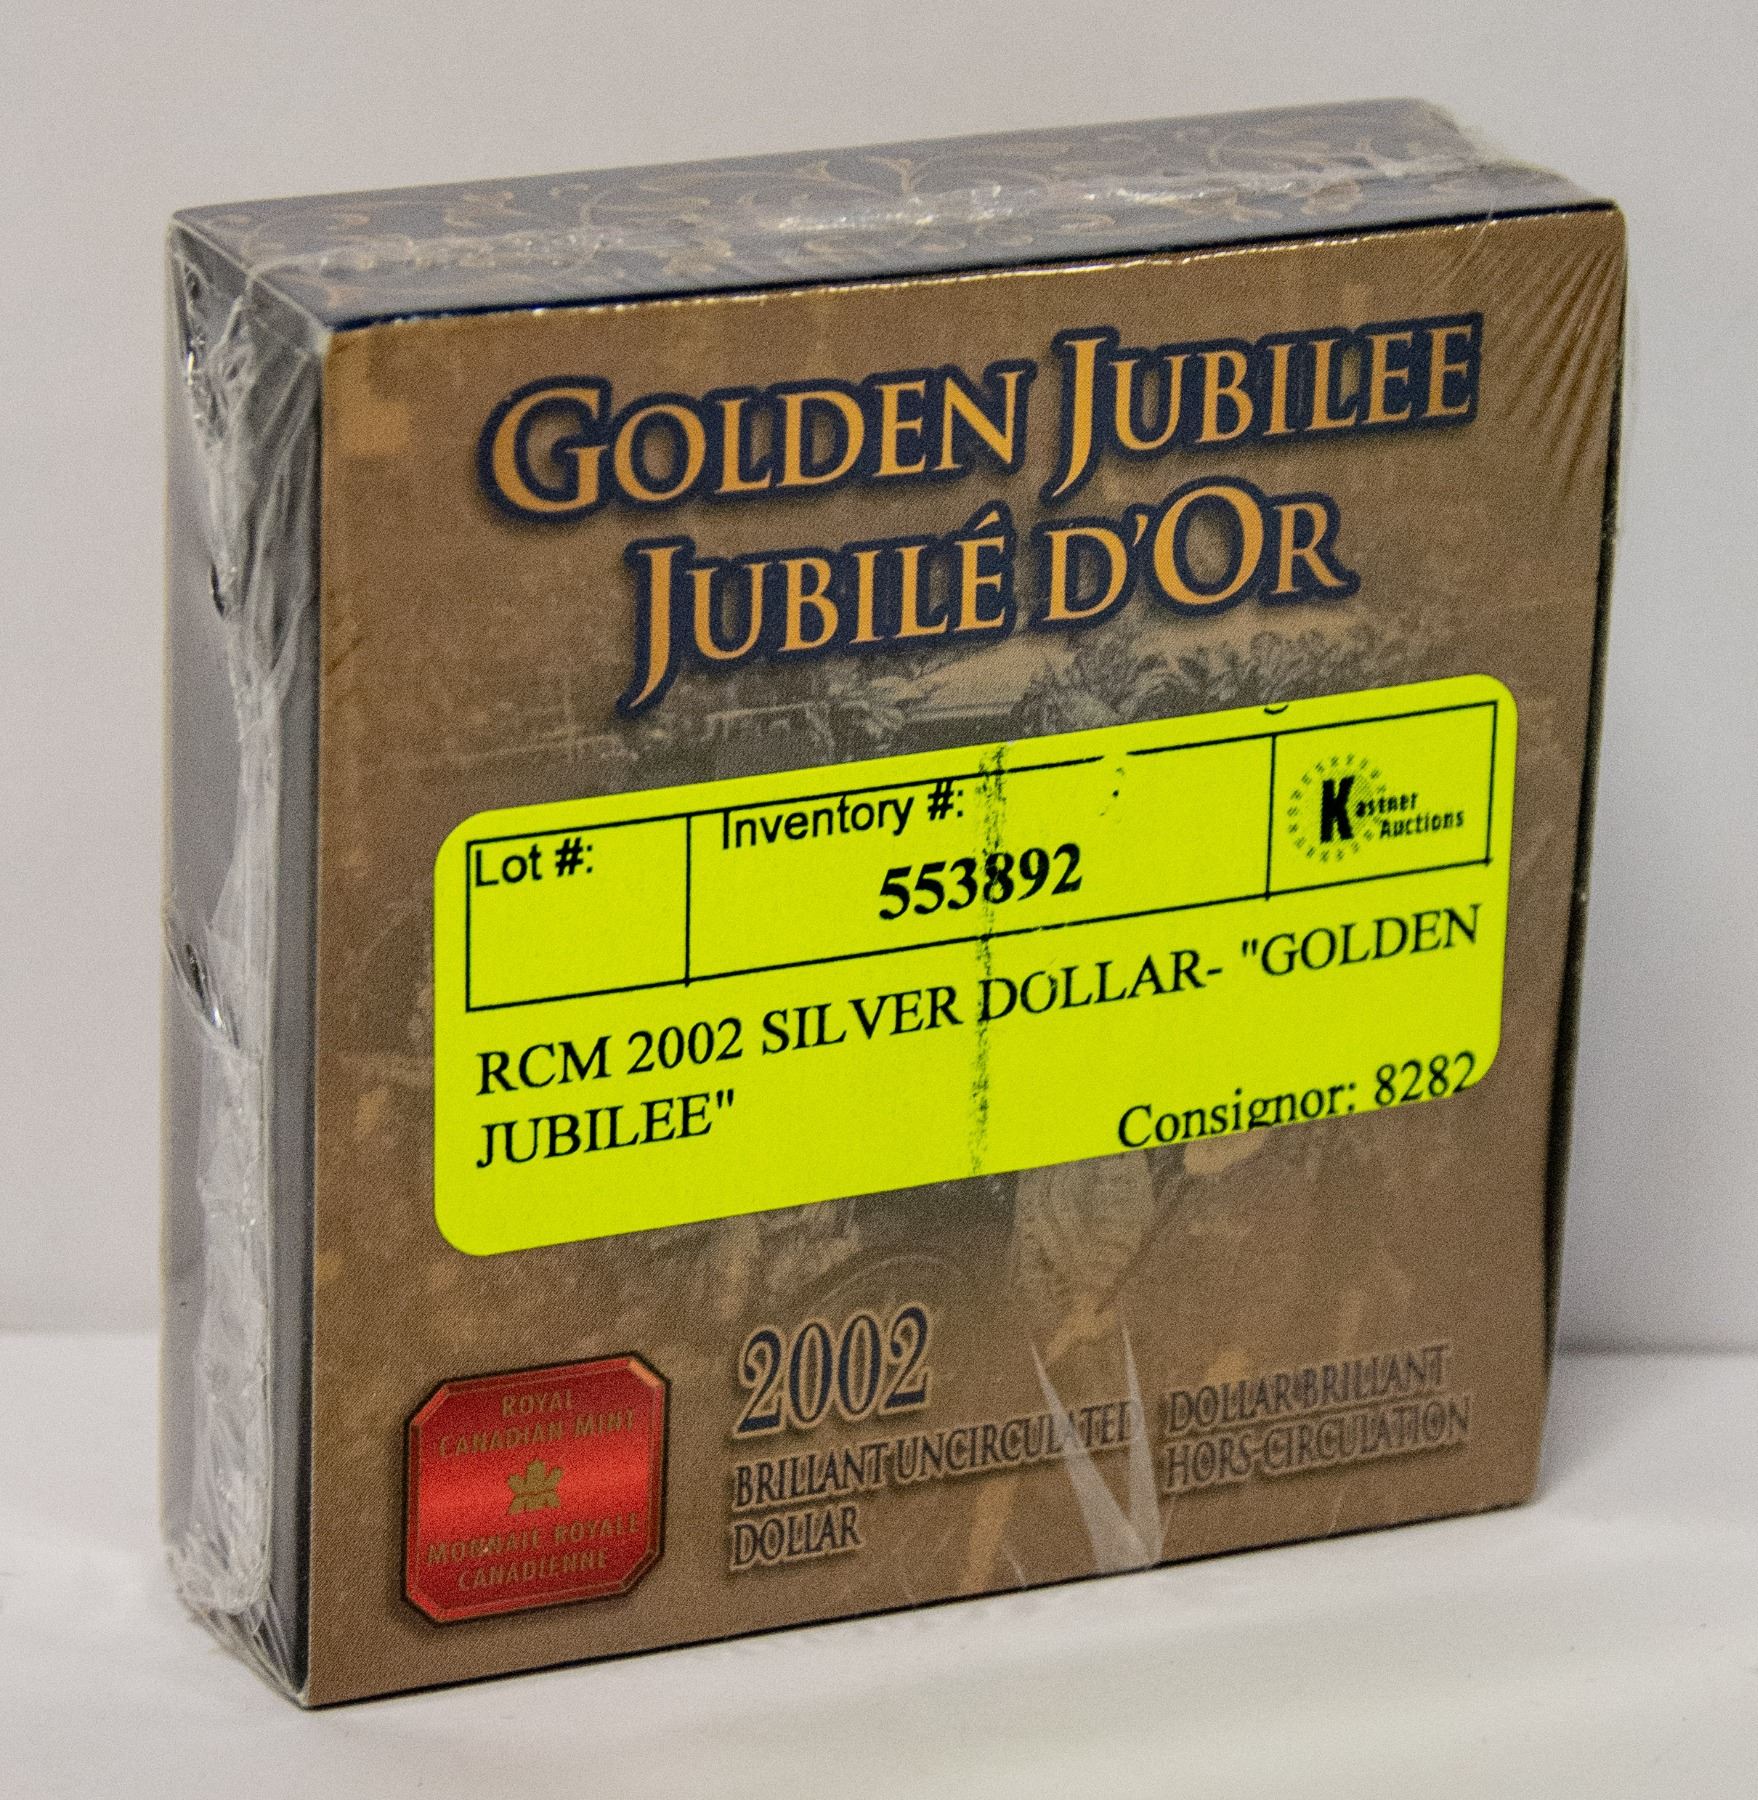 GOLDEN JUBILEE
JUBILÉ D'OR
Lot #:
Inventory #:
553892
Kastner
Auctions
RCM 2002 SILVER DOLLAR- "GOLDEN
JUBILEE"
Consignor: 8282
ROYAL
CANADIAN MINT
MONNAIE ROYALE
CANADIENNE
2002
BRILLANT UNCIRCULATED
DOLLAR
DOLLAR BRILLANT
HORS-CIRCULATION